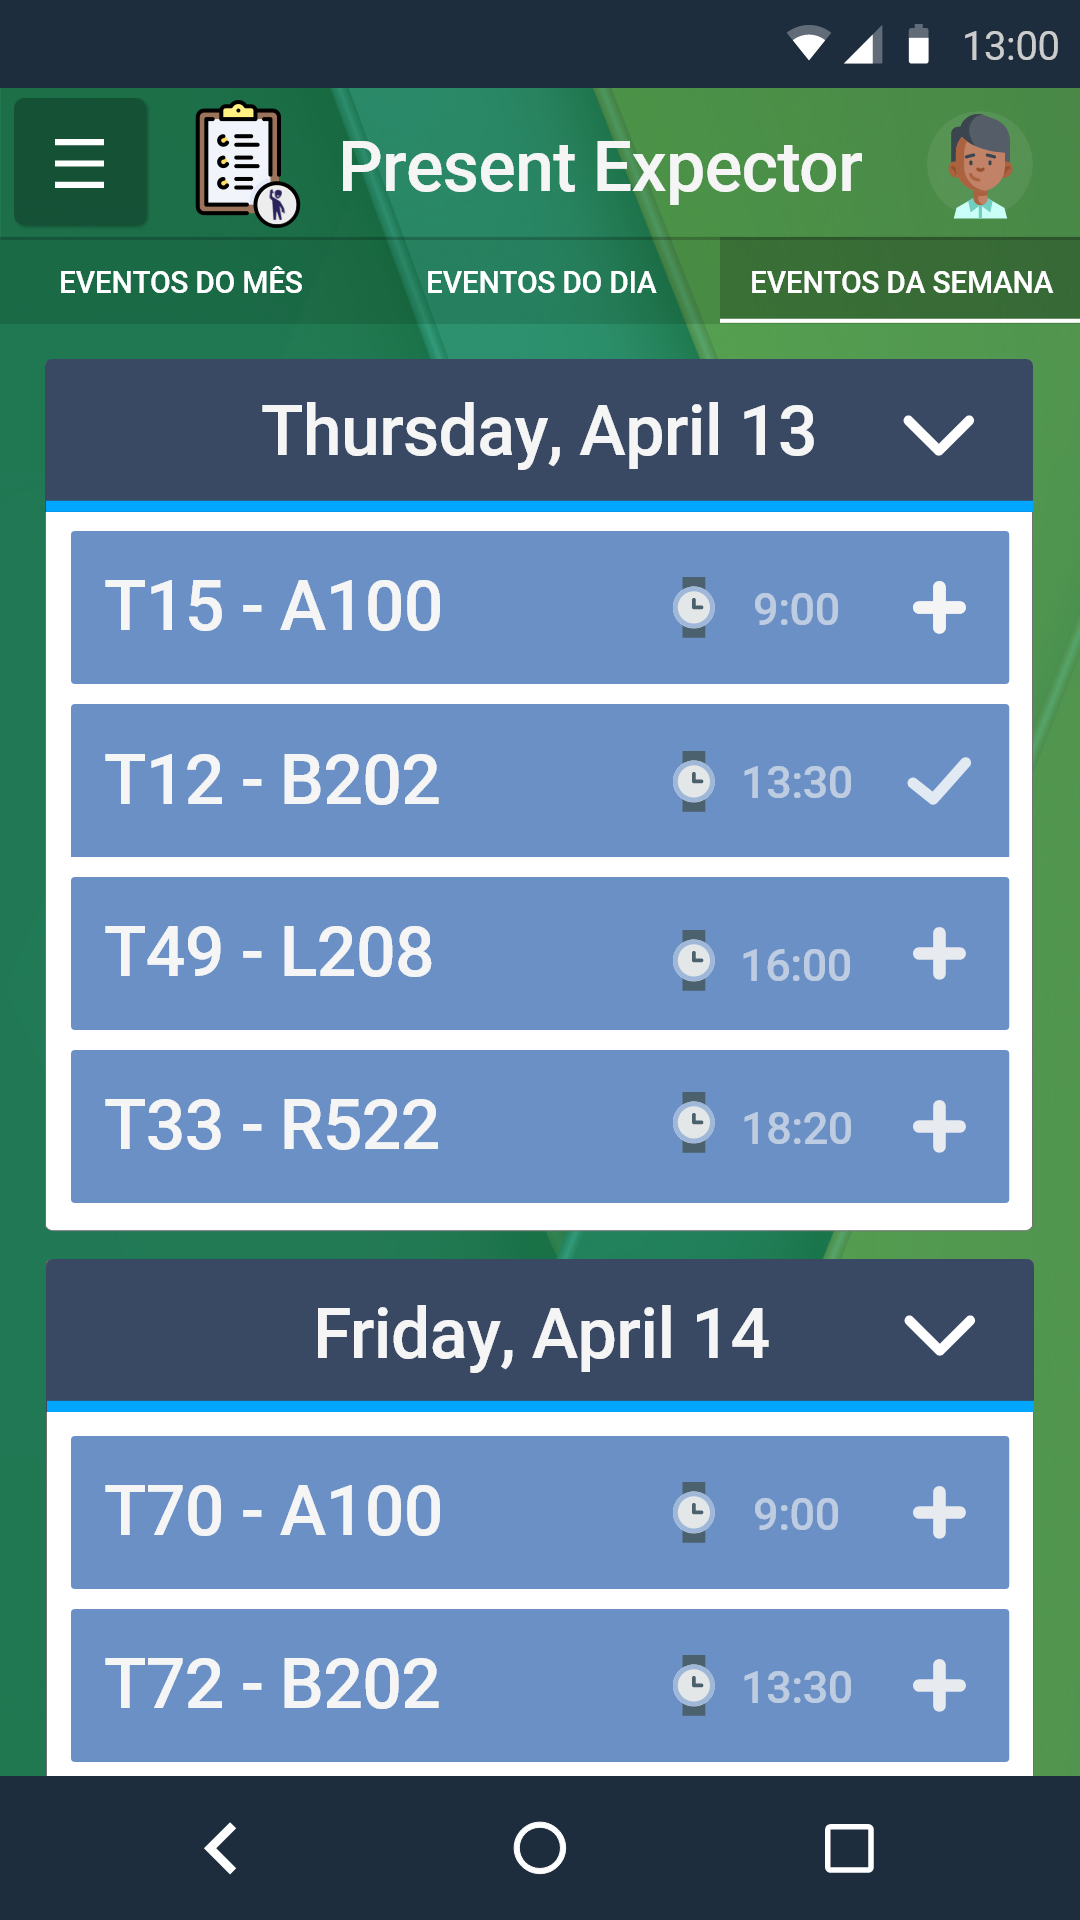 13:00
Present Expector
EVENTOS DO MÊS
EVENTOS DO DIA
EVENTOS DA SEMANA
Thursday, April 13
T15 - A100 9:00
T12 - B202 13:30
T49 - L208 16:00
T33 - R522 18:20
Friday, April 14
T70 - A100 9:00
T72 - B202 13:30